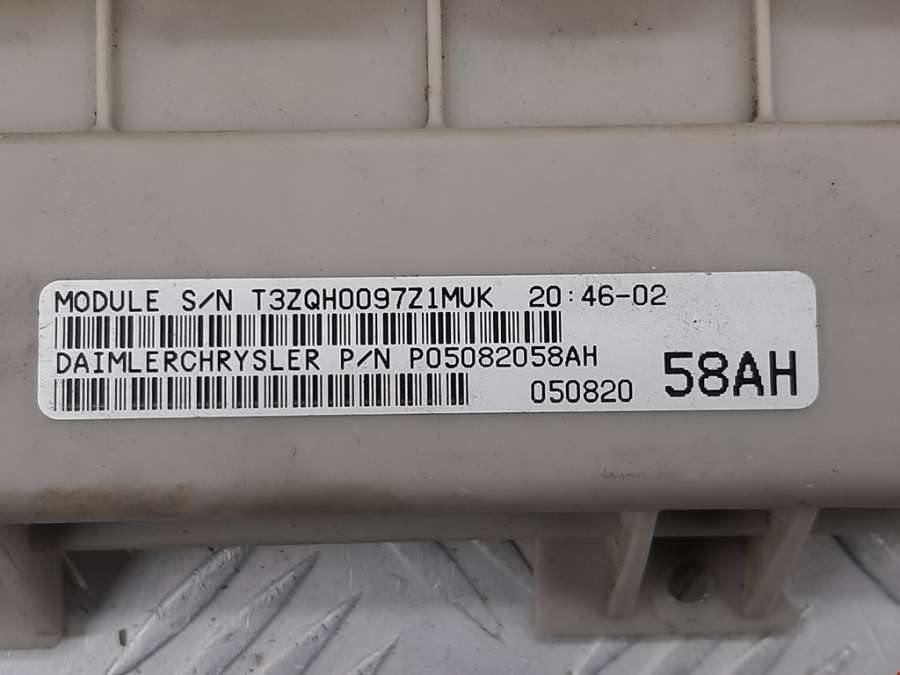 MODULE S/N T3ZQH0097Z1MUK 20:46-02
DAIMLERCHRYSLER P/N P05082058AH
050820 58AH